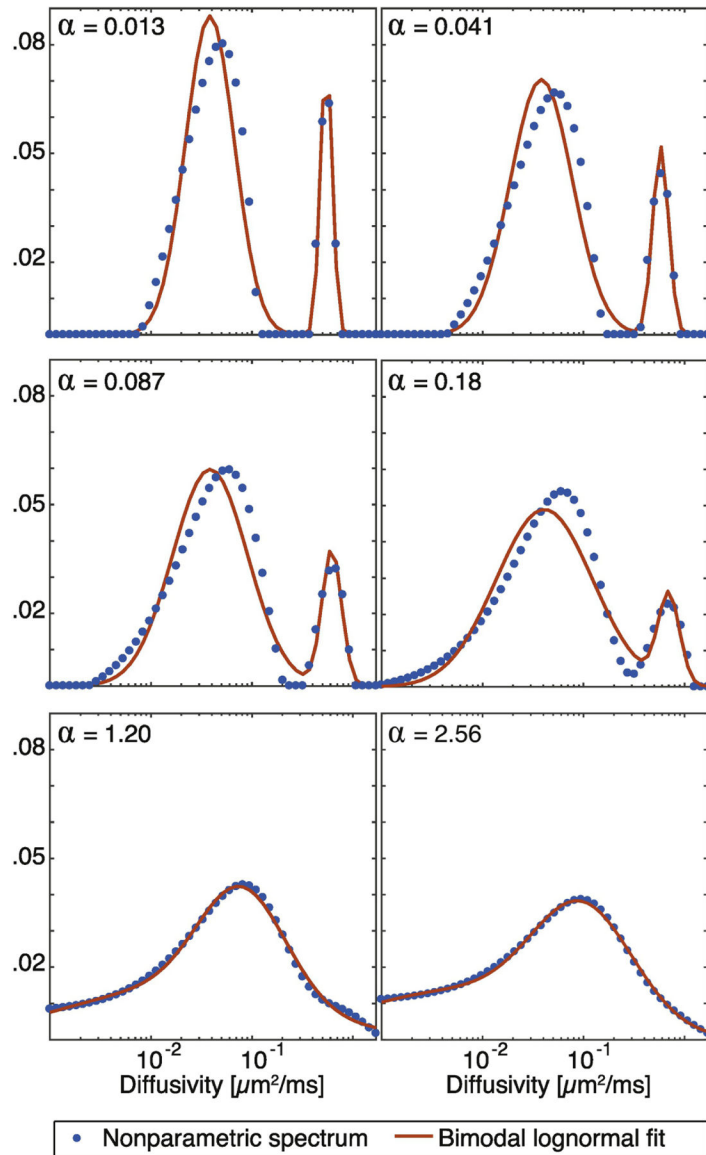 α = 0.013
α = 0.041
.08
.05
.02
α = 0.087
α = 0.18
.08
.05
.02
α = 1.20
α = 2.56
.08
.05
.02
10⁻² 10⁻¹ 10⁻² 10⁻¹
Diffusivity [μm²/ms] Diffusivity [μm²/ms]
Nonparametric spectrum Bimodal lognormal fit